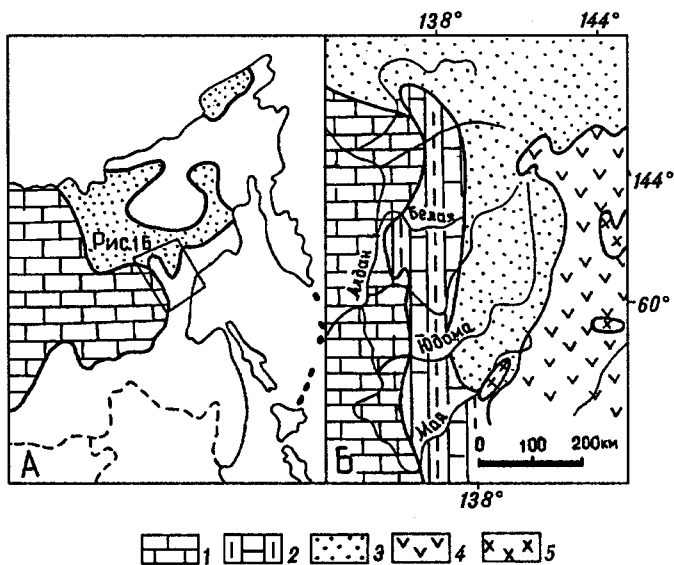 138° 144°
144°
Рис.1Б
Белая
Алдан
60°
Юдома
Мая
0 100 200км
А Б
138°
1 2 3 4 5